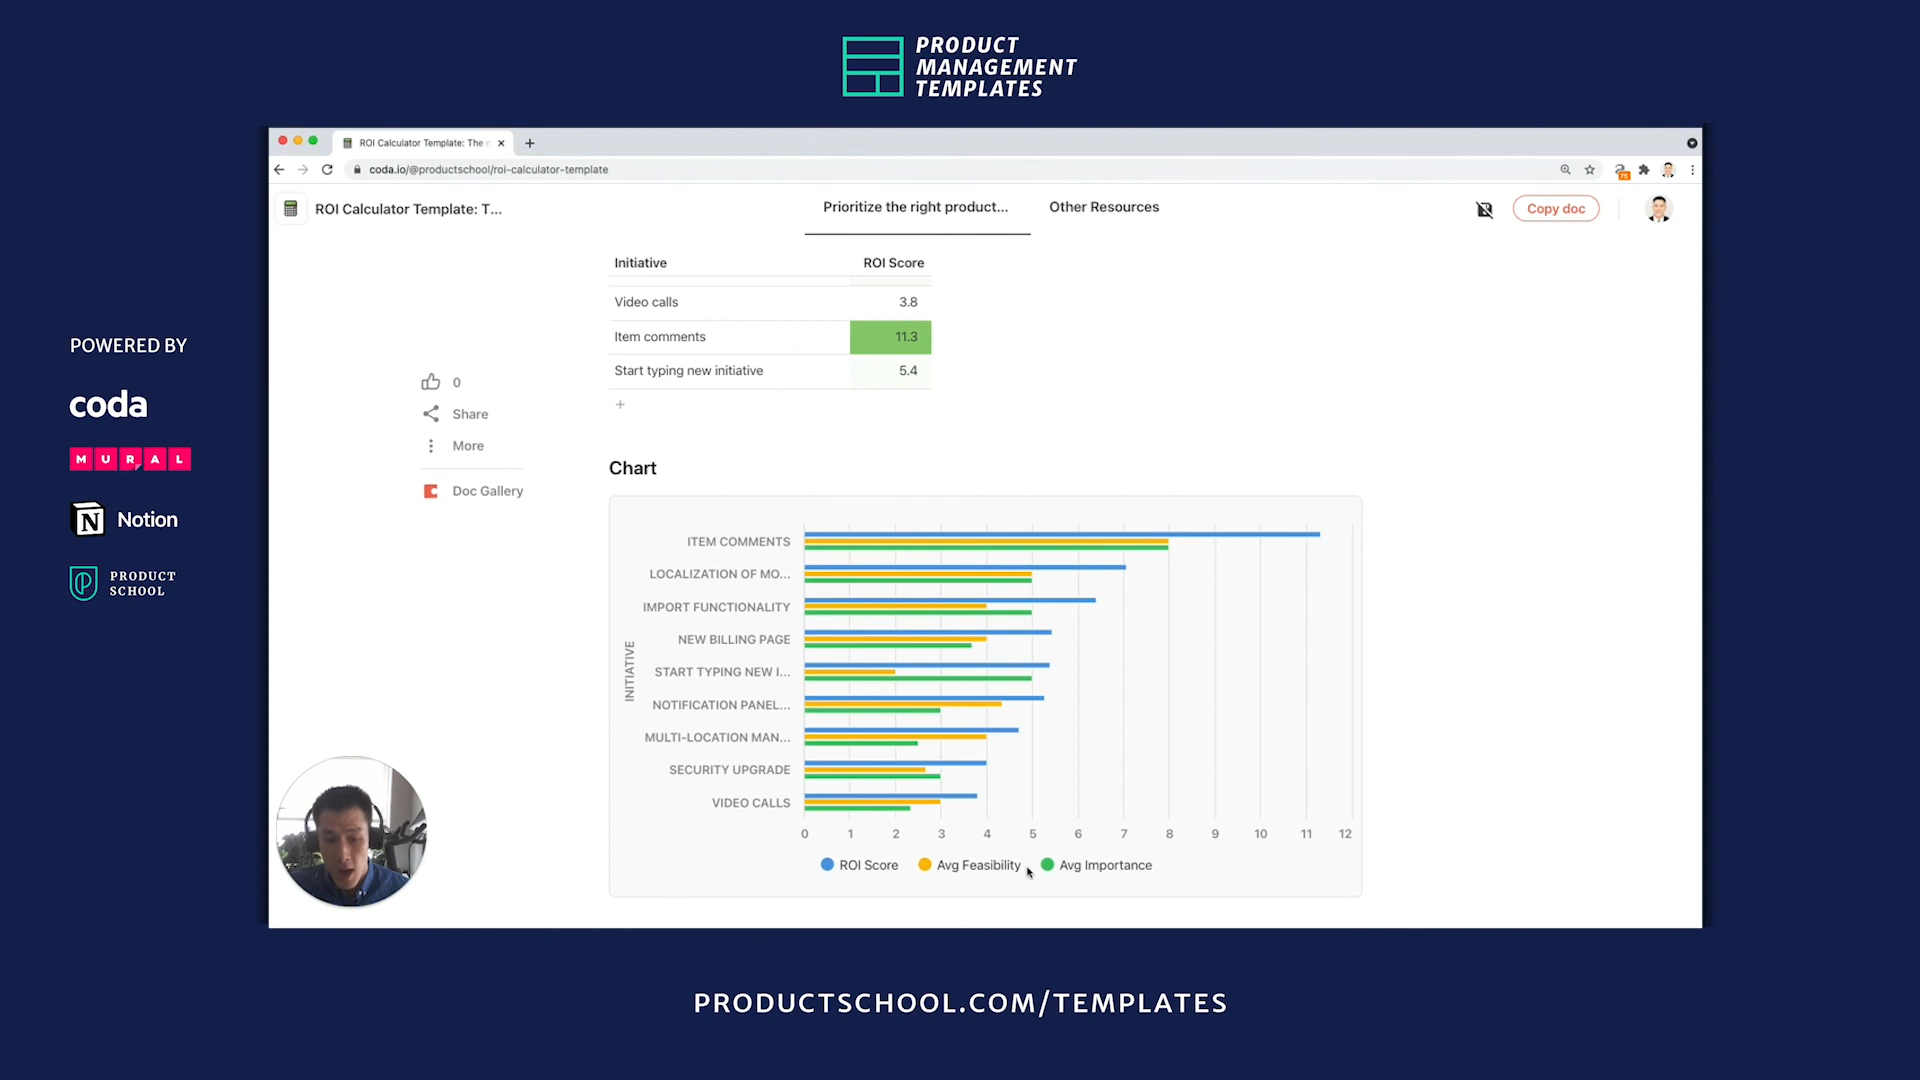 PRODUCT
MANAGEMENT
TEMPLATES
ROI Calculator Template: The
coda.io/@productschool/roi-calculator-template
75
ROI Calculator Template: T...
Prioritize the right product...
Other Resources
Copy doc
Initiative ROI Score
Video calls 3.8
Item comments 11.3
Start typing new initiative 5.4
POWERED BY
coda
MURAL
Notion
PRODUCT
SCHOOL
0
Share
More
Doc Gallery
Chart
INITIATIVE
ITEM COMMENTS
LOCALIZATION OF MO...
IMPORT FUNCTIONALITY
NEW BILLING PAGE
START TYPING NEW I...
NOTIFICATION PANEL...
MULTI-LOCATION MAN...
SECURITY UPGRADE
VIDEO CALLS
0 1 2 3 4 5 6 7 8 9 10 11 12
ROI Score Avg Feasibility Avg Importance
PRODUCTSCHOOL.COM/TEMPLATES